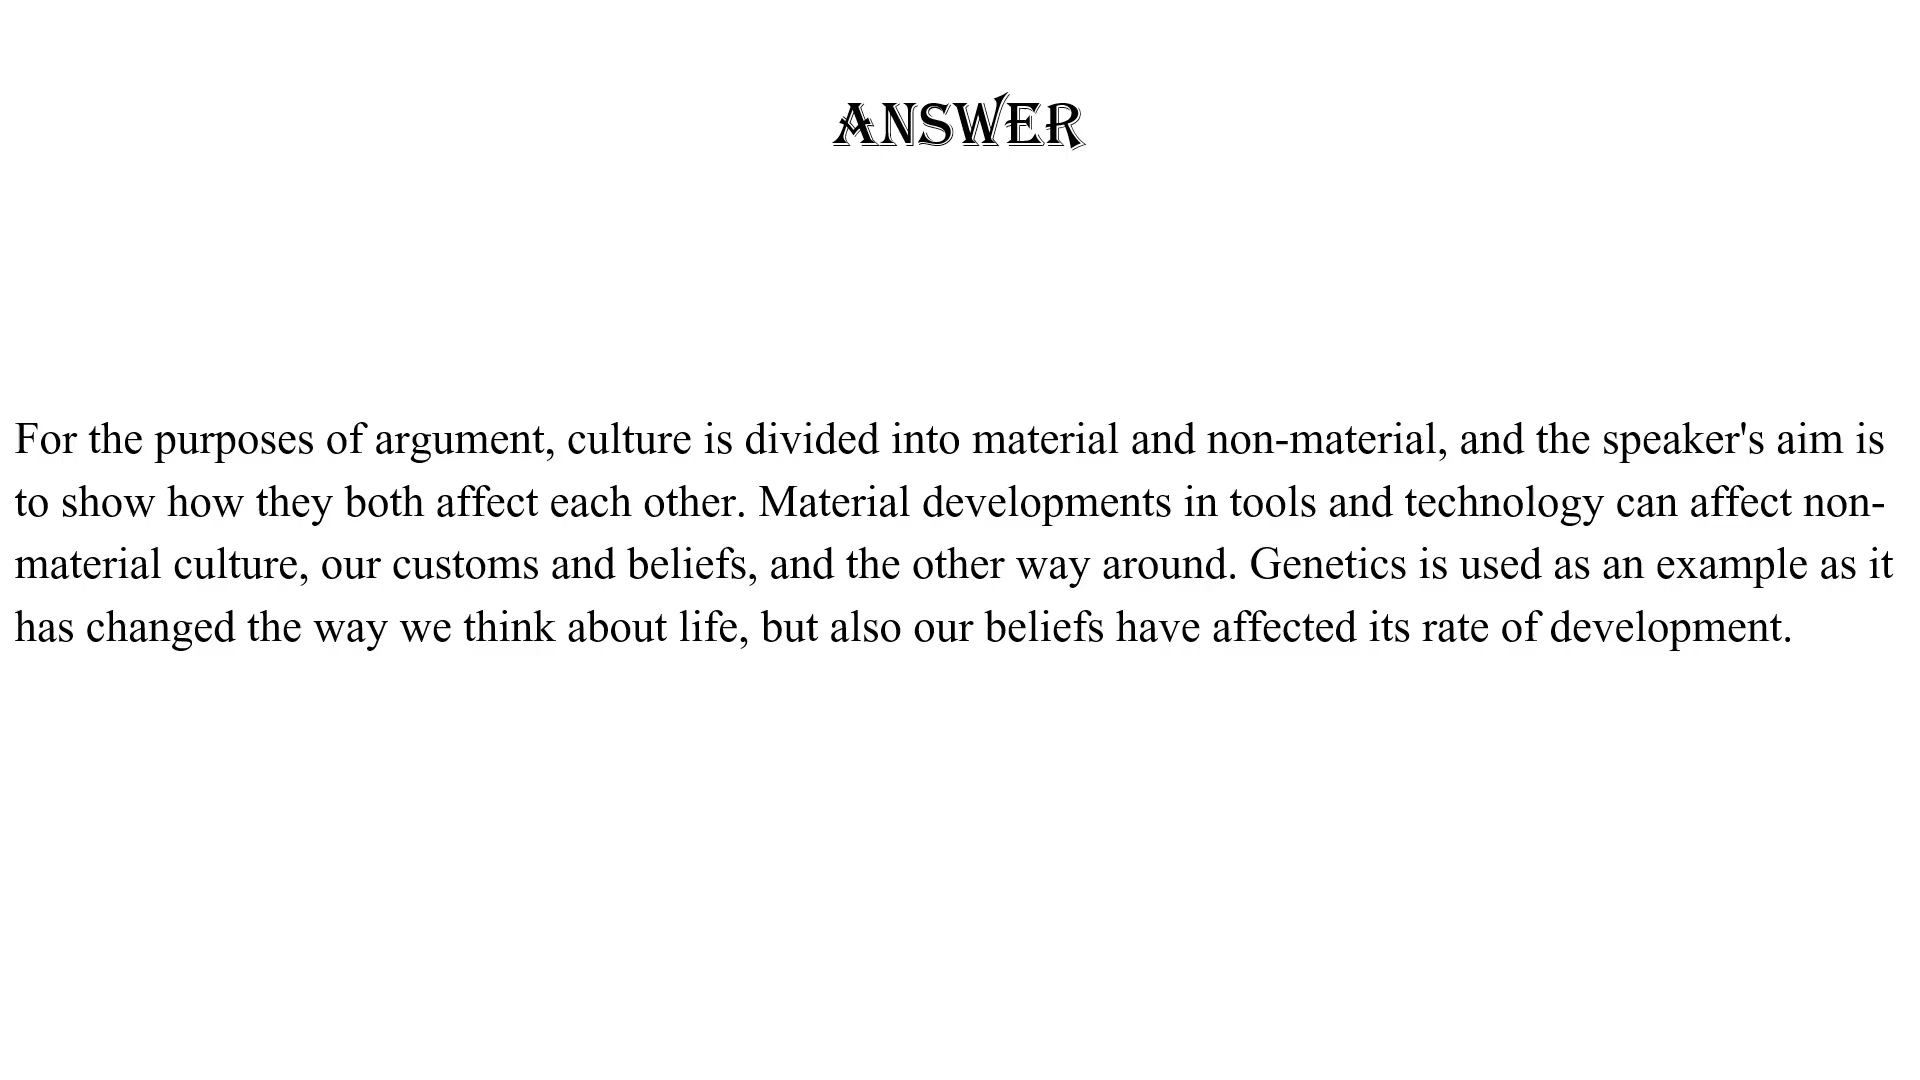 ANSWER
For the purposes of argument, culture is divided into material and non-material, and the speaker's aim is
to show how they both affect each other. Material developments in tools and technology can affect non-
material culture, our customs and beliefs, and the other way around. Genetics is used as an example as it
has changed the way we think about life, but also our beliefs have affected its rate of development.